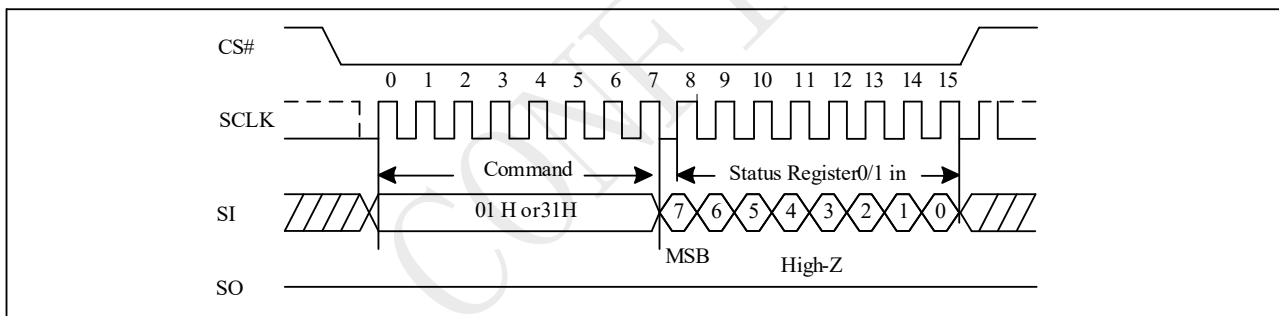 CS#
0 1 2 3 4 5 6 7 8 9 10 11 12 13 14 15
SCLK
Command Status Register0/1 in
SI 01 H or31H 7 6 5 4 3 2 1 0
MSB High-Z
SO